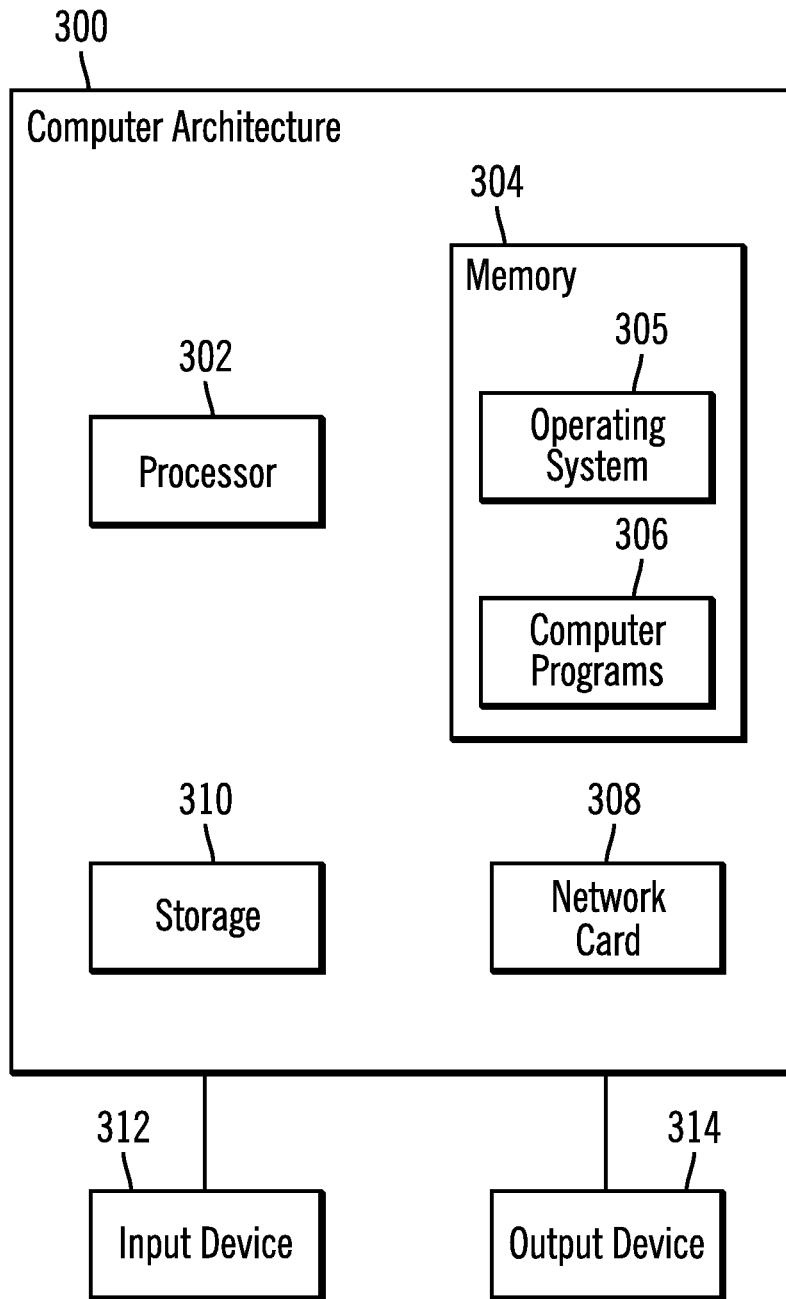 300
Computer Architecture
304
Memory
305
Operating
System
302
Processor
306
Computer
Programs
310
Storage
308
Network
Card
312
Input Device
314
Output Device